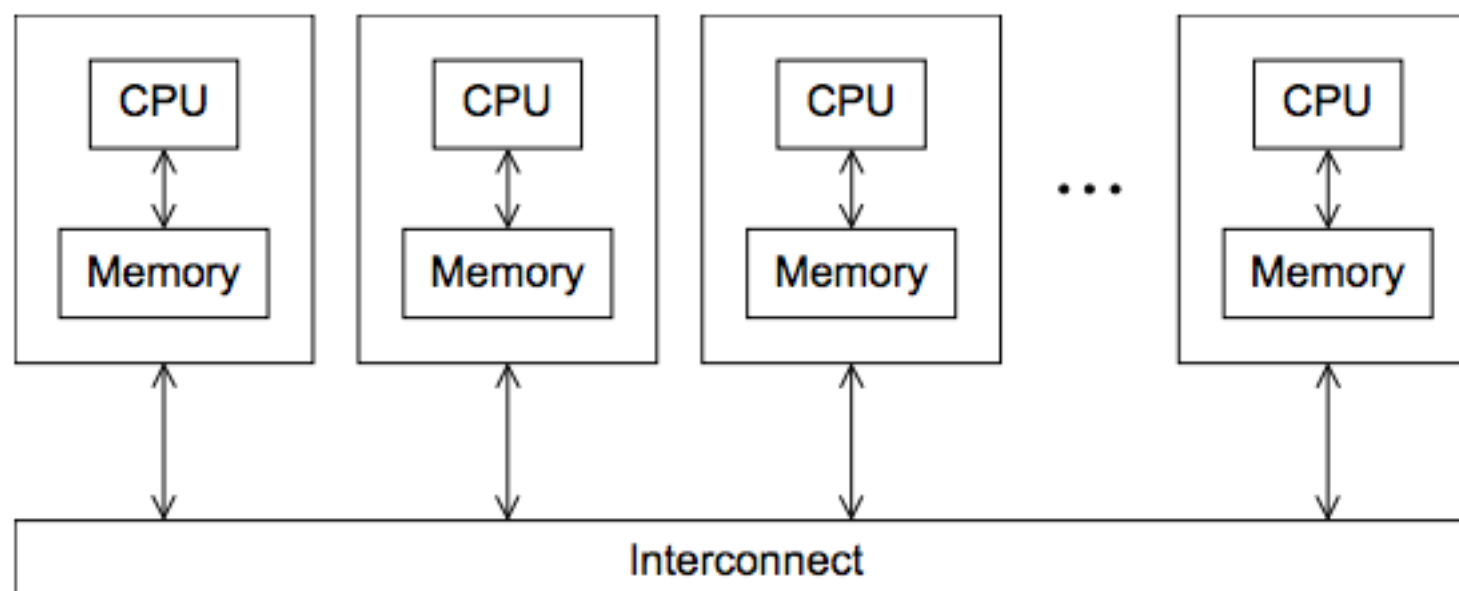 CPU CPU CPU CPU
...
Memory Memory Memory Memory
Interconnect